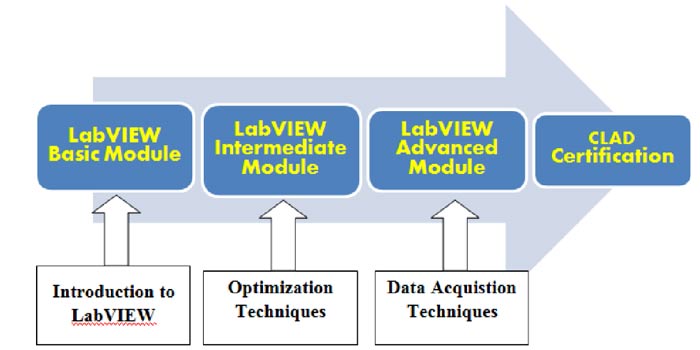 LabVIEW
Basic Module
LabVIEW
Intermediate
Module
LabVIEW
Advanced
Module
CLAD
Certification
Introduction to
LabVIEW
Optimization
Techniques
Data Acquistion
Techniques